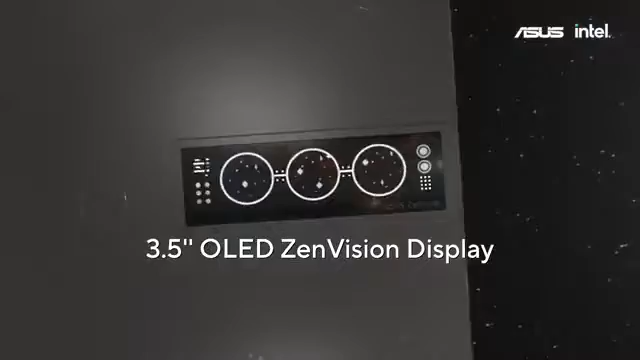 ASUS intel.
3.5" OLED ZenVision Display